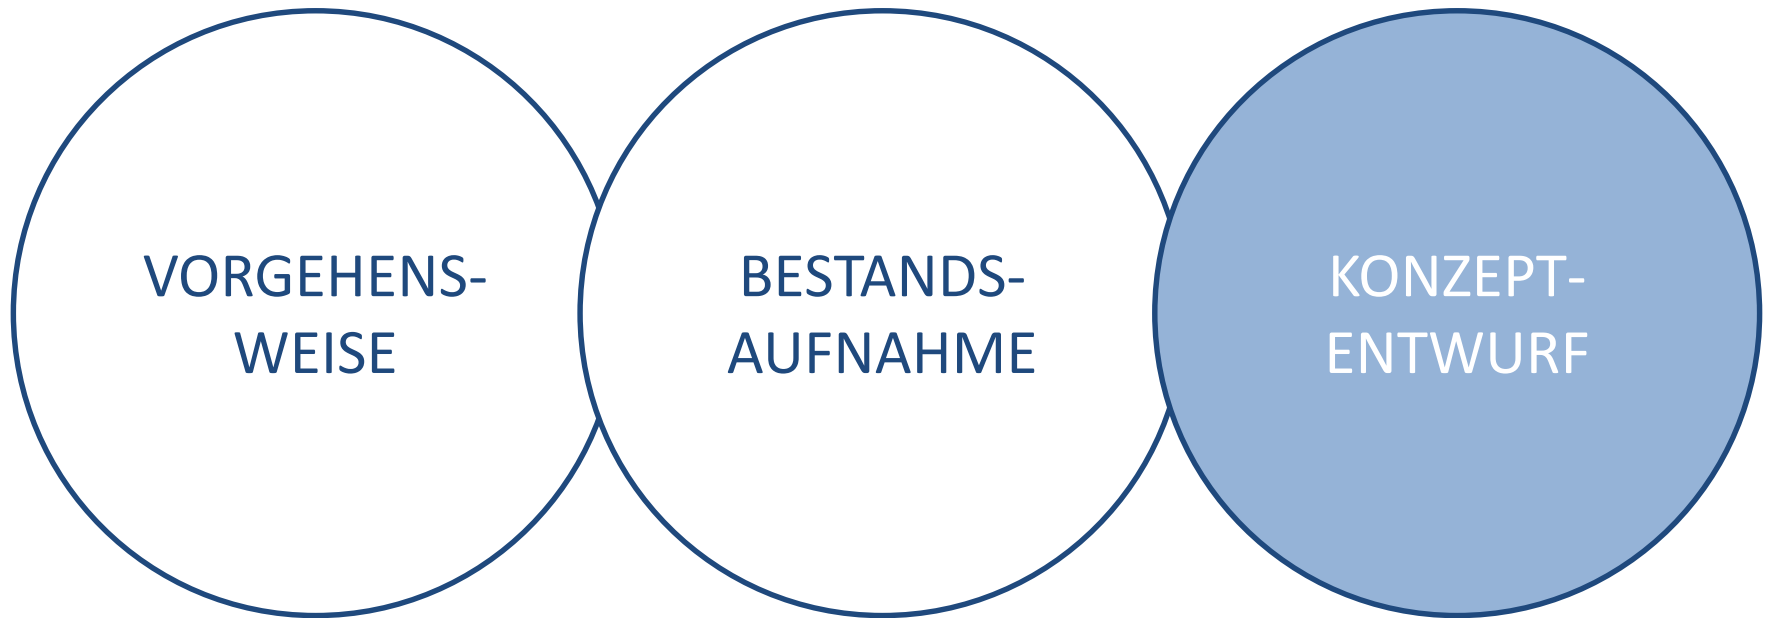 VORGEHENS-
WEISE
BESTANDS-
AUFNAHME
KONZEPT-
ENTWURF